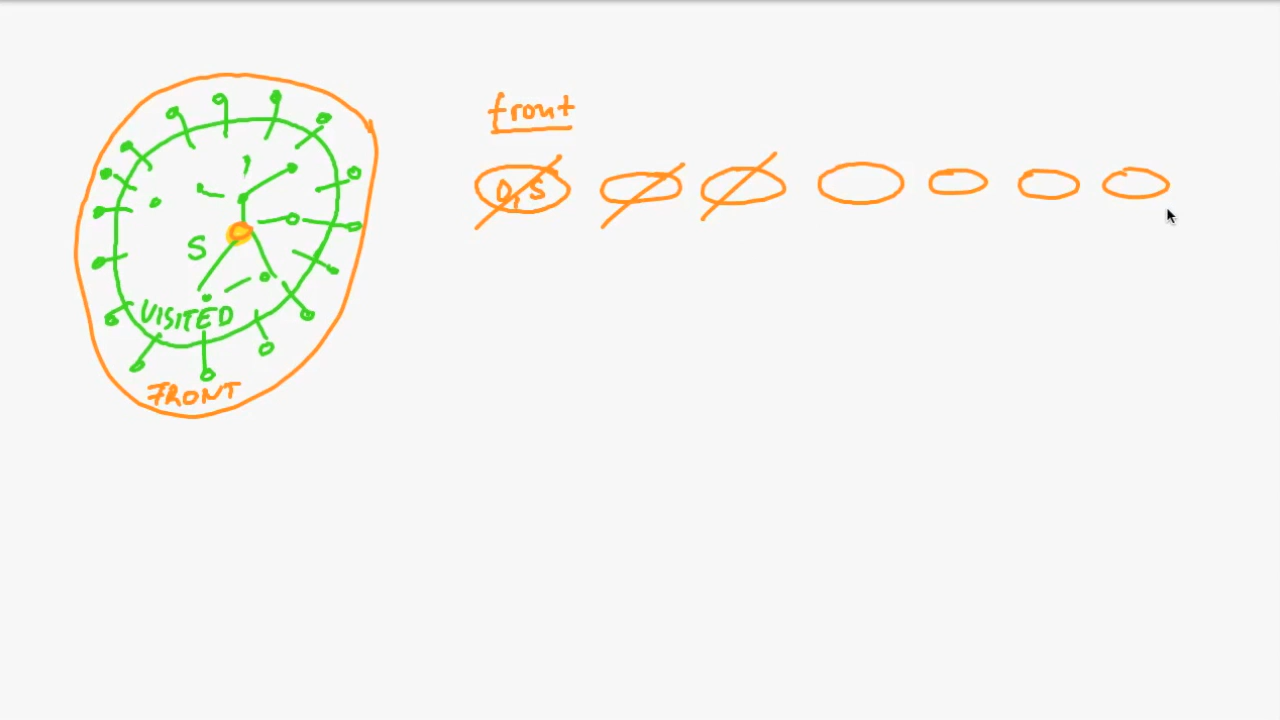 front
0, S
S
VISITED
FRONT